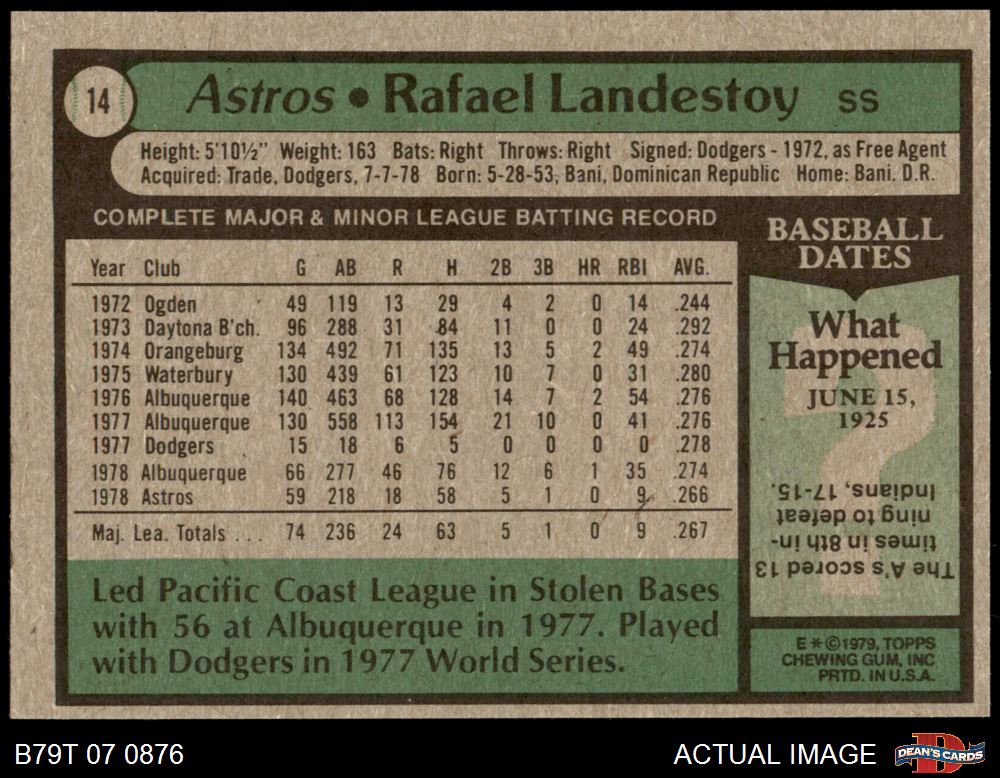 14
Astros • Rafael Landestoy SS
Height: 5'10½" Weight: 163 Bats: Right Throws: Right Signed: Dodgers - 1972, as Free Agent
Acquired: Trade, Dodgers, 7-7-78 Born: 5-28-53, Bani, Dominican Republic Home: Bani. D.R.
COMPLETE MAJOR & MINOR LEAGUE BATTING RECORD
Year Club G AB R H 2B 3B HR RBI AVG.
1972 Ogden 49 119 13 29 4 2 0 14 .244
1973 Daytona B'ch. 96 288 31 84 11 0 0 24 .292
1974 Orangeburg 134 492 71 135 13 5 2 49 .274
1975 Waterbury 130 439 61 123 10 7 0 31 .280
1976 Albuquerque 140 463 68 128 14 7 2 54 .276
1977 Albuquerque 130 558 113 154 21 10 0 41 .276
1977 Dodgers 15 18 6 5 0 0 0 0 .278
1978 Albuquerque 66 277 46 76 12 6 1 35 .274
1978 Astros 59 218 18 58 5 1 0 9 .266
Maj. Lea. Totals ... 74 236 24 63 5 1 0 9 .267
Led Pacific Coast League in Stolen Bases
with 56 at Albuquerque in 1977. Played
with Dodgers in 1977 World Series.
BASEBALL
DATES
What
Happened
JUNE 15,
1925
The A's scored 13
times in 8th in-
ning to defeat
Indians, 17-15.
E *©1979, TOPPS
CHEWING GUM, INC
PRTD. IN U.S.A.
B79T 07 0876
ACTUAL IMAGE
DEAN'S CARDS